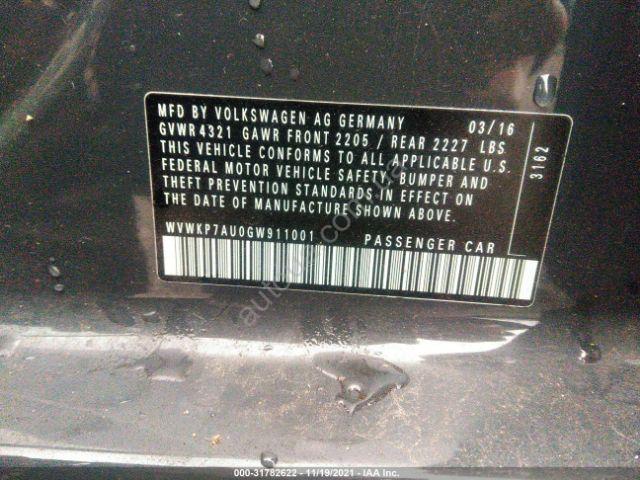 MFD BY VOLKSWAGEN AG GERMANY 03/16
GVWR 4321 GAWR FRONT 2205 / REAR 2227 LBS
THIS VEHICLE CONFORMS TO ALL APPLICABLE U.S.
FEDERAL MOTOR VEHICLE SAFETY, BUMPER AND
THEFT PREVENTION STANDARDS IN EFFECT ON
THE DATE OF MANUFACTURE SHOWN ABOVE.
WVWKP7AU0GW911001 PASSENGER CAR
3162
000-31782622 - 11/19/2021 - IAA Inc.